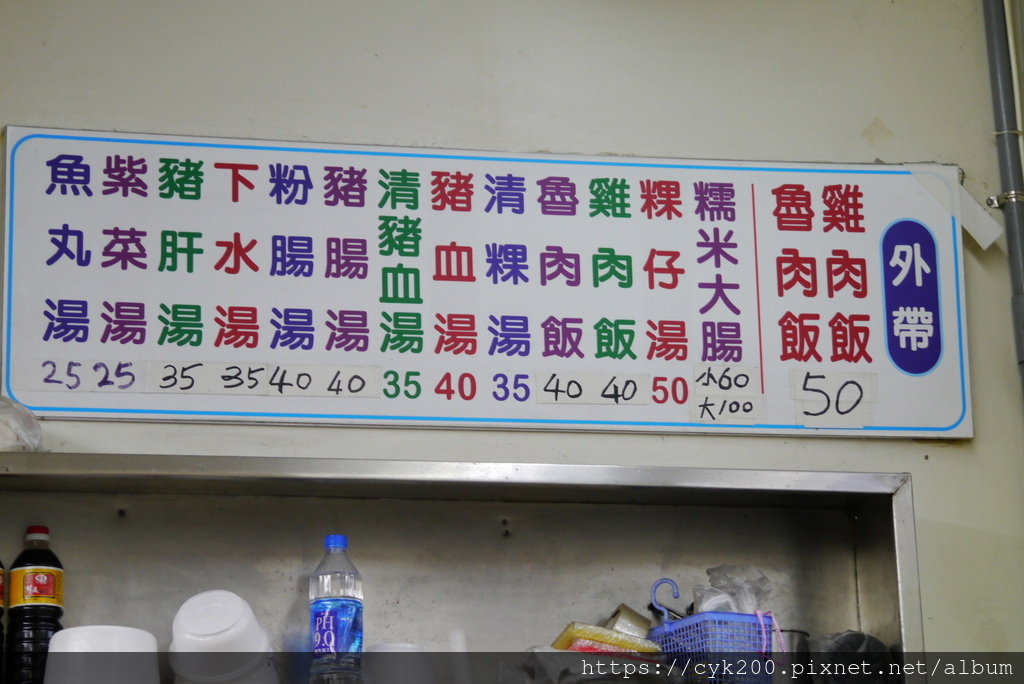 外帶
雞肉飯
魯肉飯
50
糯米大腸
小60
大100
粿仔湯
50
雞肉飯
40
魯肉飯
40
清粿湯
35
豬血湯
40
清豬血湯
35
豬腸湯
40
粉腸湯
40
下水湯
35
豬肝湯
35
紫菜湯
25
魚丸湯
25
PH
9.0
https://cyk200.pixnet.net/album